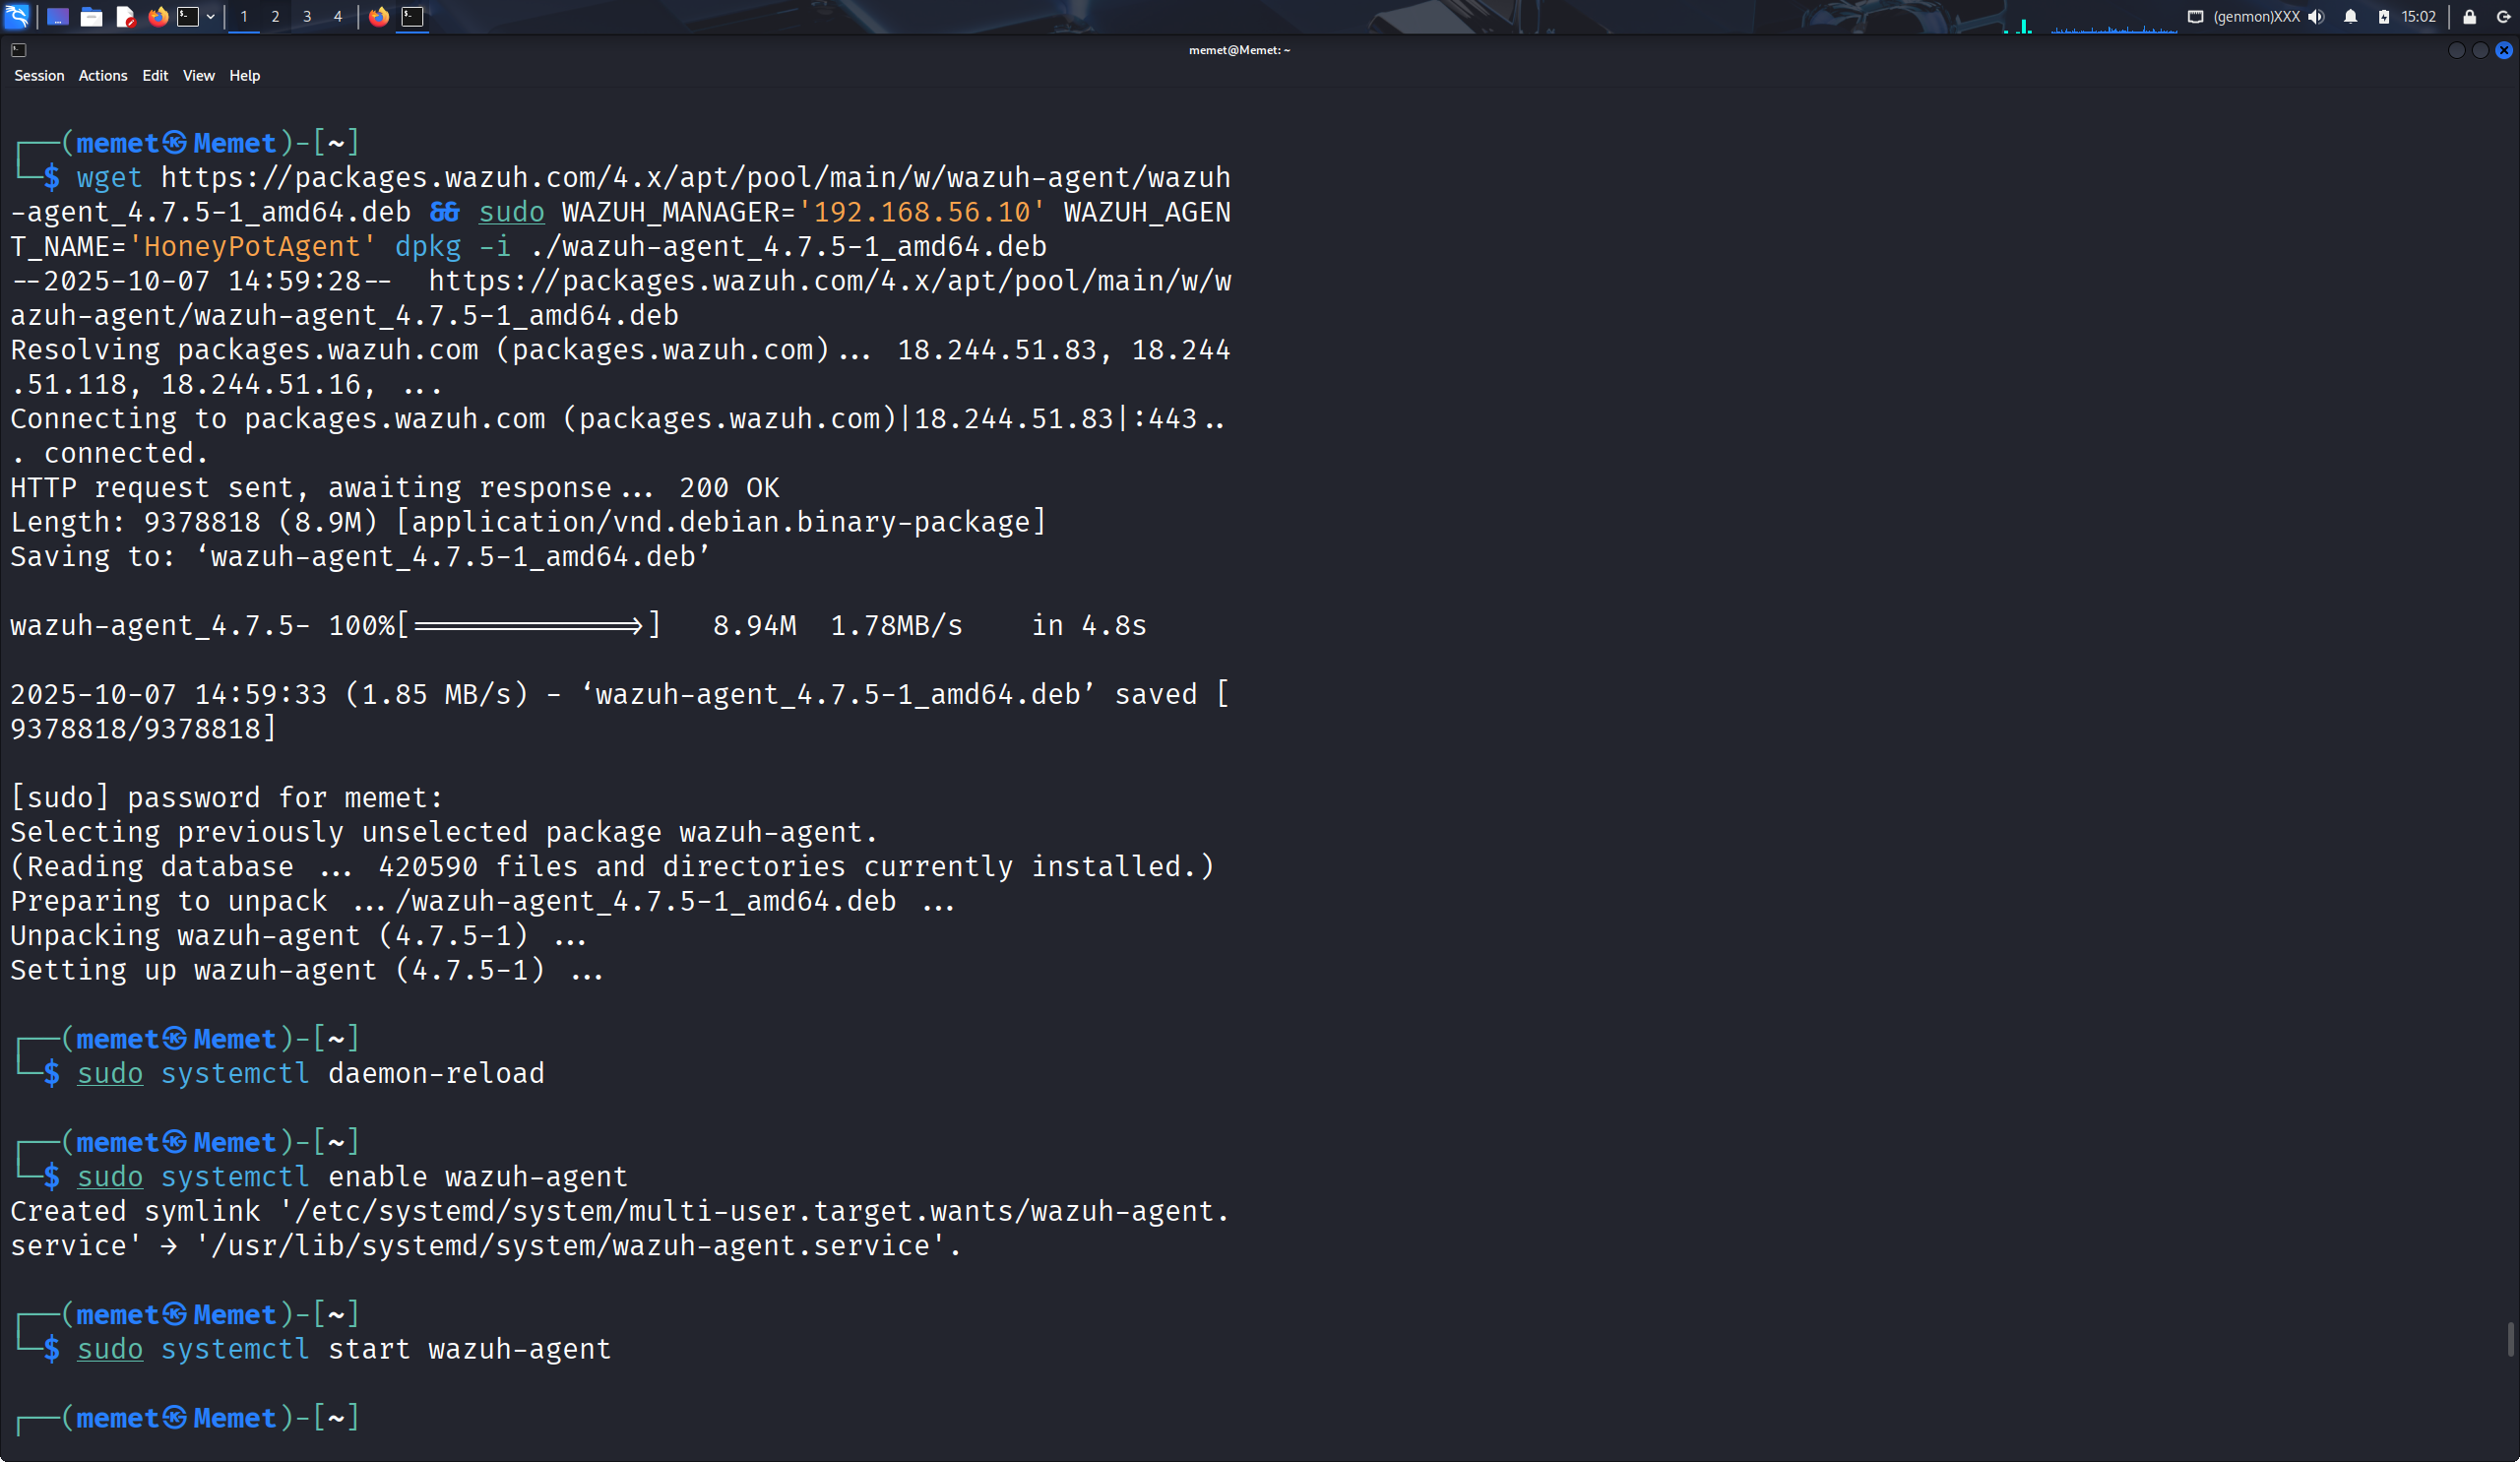 1 2 3 4
(genmon)XXX 15:02
memet@Memet: ~
Session Actions Edit View Help
┌──(memet㉿Memet)-[~]
└─$ wget https://packages.wazuh.com/4.x/apt/pool/main/w/wazuh-agent/wazuh
-agent_4.7.5-1_amd64.deb && sudo WAZUH_MANAGER='192.168.56.10' WAZUH_AGEN
T_NAME='HoneyPotAgent' dpkg -i ./wazuh-agent_4.7.5-1_amd64.deb
--2025-10-07 14:59:28--  https://packages.wazuh.com/4.x/apt/pool/main/w/w
azuh-agent/wazuh-agent_4.7.5-1_amd64.deb
Resolving packages.wazuh.com (packages.wazuh.com)... 18.244.51.83, 18.244
.51.118, 18.244.51.16, ...
Connecting to packages.wazuh.com (packages.wazuh.com)|18.244.51.83|:443..
. connected.
HTTP request sent, awaiting response... 200 OK
Length: 9378818 (8.9M) [application/vnd.debian.binary-package]
Saving to: ‘wazuh-agent_4.7.5-1_amd64.deb’
wazuh-agent_4.7.5- 100%[=============>]   8.94M  1.78MB/s    in 4.8s
2025-10-07 14:59:33 (1.85 MB/s) - ‘wazuh-agent_4.7.5-1_amd64.deb’ saved [
9378818/9378818]
[sudo] password for memet:
Selecting previously unselected package wazuh-agent.
(Reading database ... 420590 files and directories currently installed.)
Preparing to unpack .../wazuh-agent_4.7.5-1_amd64.deb ...
Unpacking wazuh-agent (4.7.5-1) ...
Setting up wazuh-agent (4.7.5-1) ...
┌──(memet㉿Memet)-[~]
└─$ sudo systemctl daemon-reload
┌──(memet㉿Memet)-[~]
└─$ sudo systemctl enable wazuh-agent
Created symlink '/etc/systemd/system/multi-user.target.wants/wazuh-agent.
service' → '/usr/lib/systemd/system/wazuh-agent.service'.
┌──(memet㉿Memet)-[~]
└─$ sudo systemctl start wazuh-agent
┌──(memet㉿Memet)-[~]